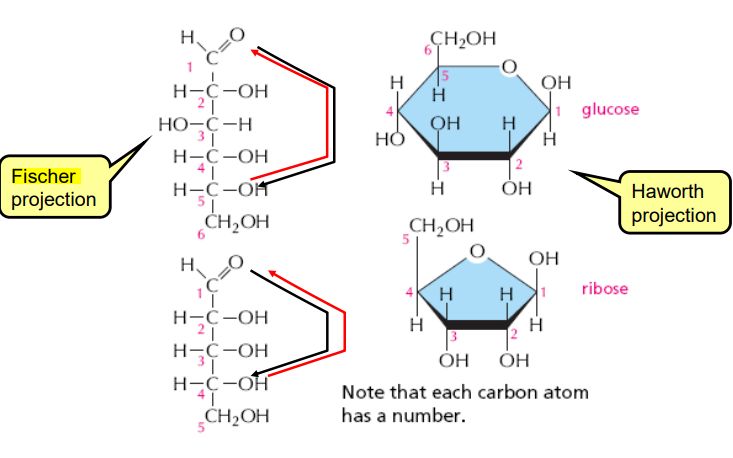 H O
C
1
H–C–OH
2
HO–C–H
3
H–C–OH
4
H–C–OH
5
CH₂OH
6
Fischer
projection
CH₂OH
6
5
O
H
H
OH
4
OH
H
1
HO
H
3
2
H
OH
glucose
Haworth
projection
H O
C
1
H–C–OH
2
H–C–OH
3
H–C–OH
4
CH₂OH
5
CH₂OH
5
O
OH
4
H
H
1
H
H
3
2
OH
OH
ribose
Note that each carbon atom
has a number.